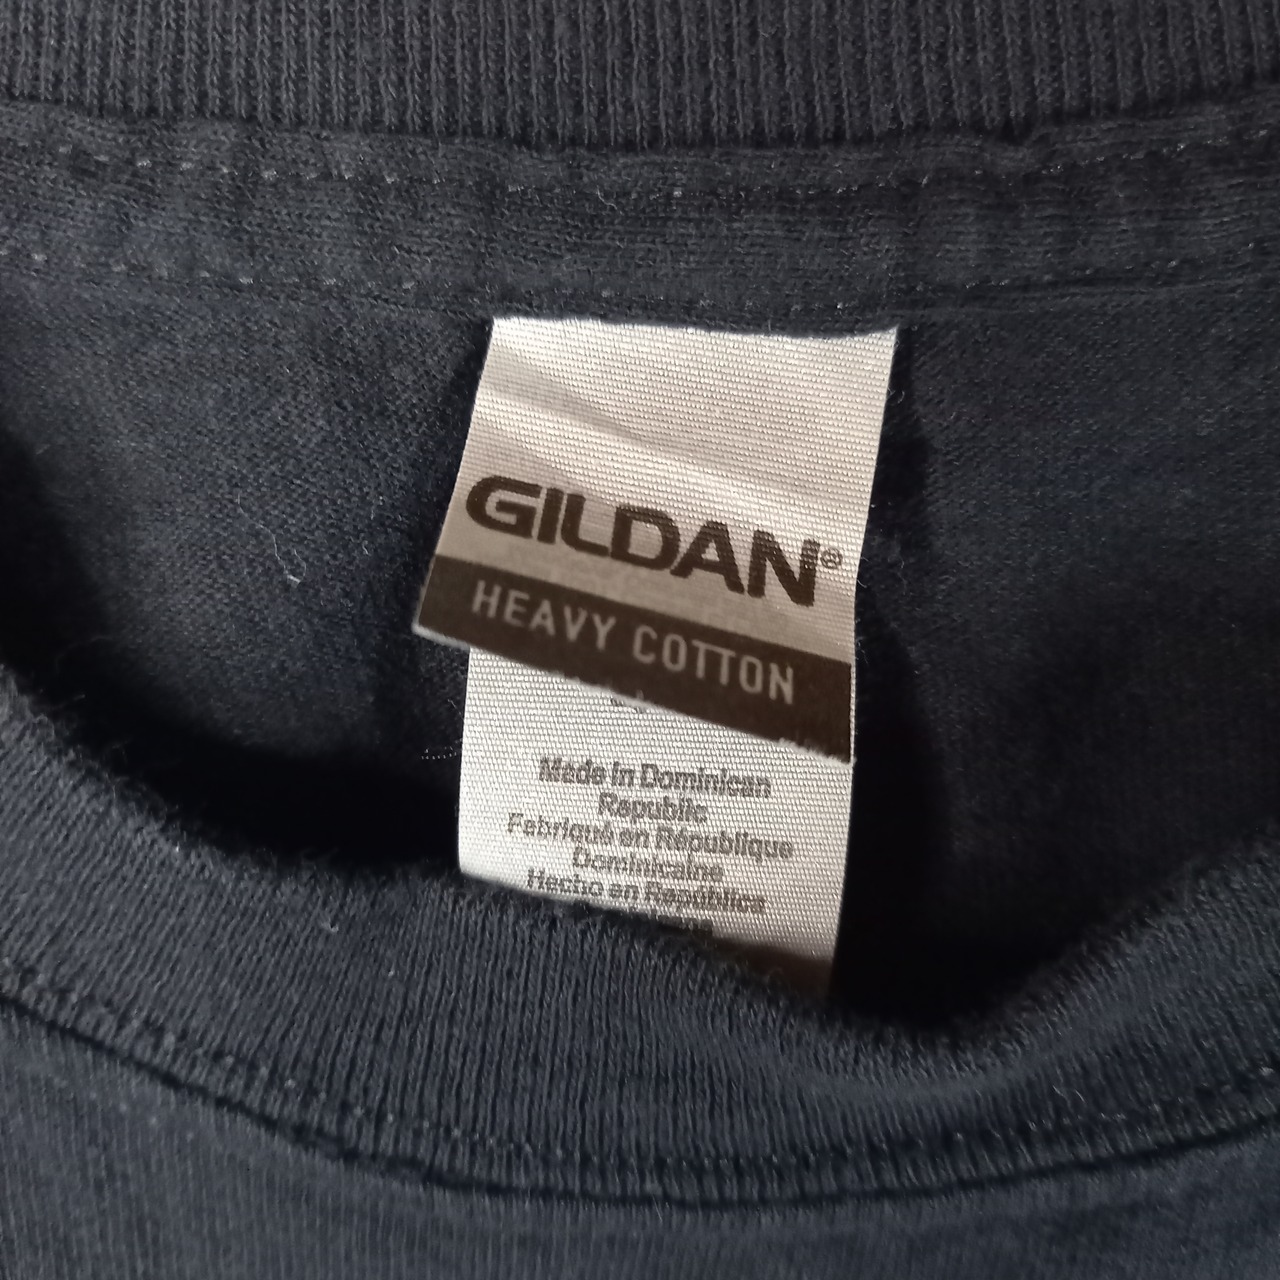 GILDAN®
HEAVY COTTON
Made in Dominican
Republic
Fabriqué en République
Dominicaine
Hecho en República